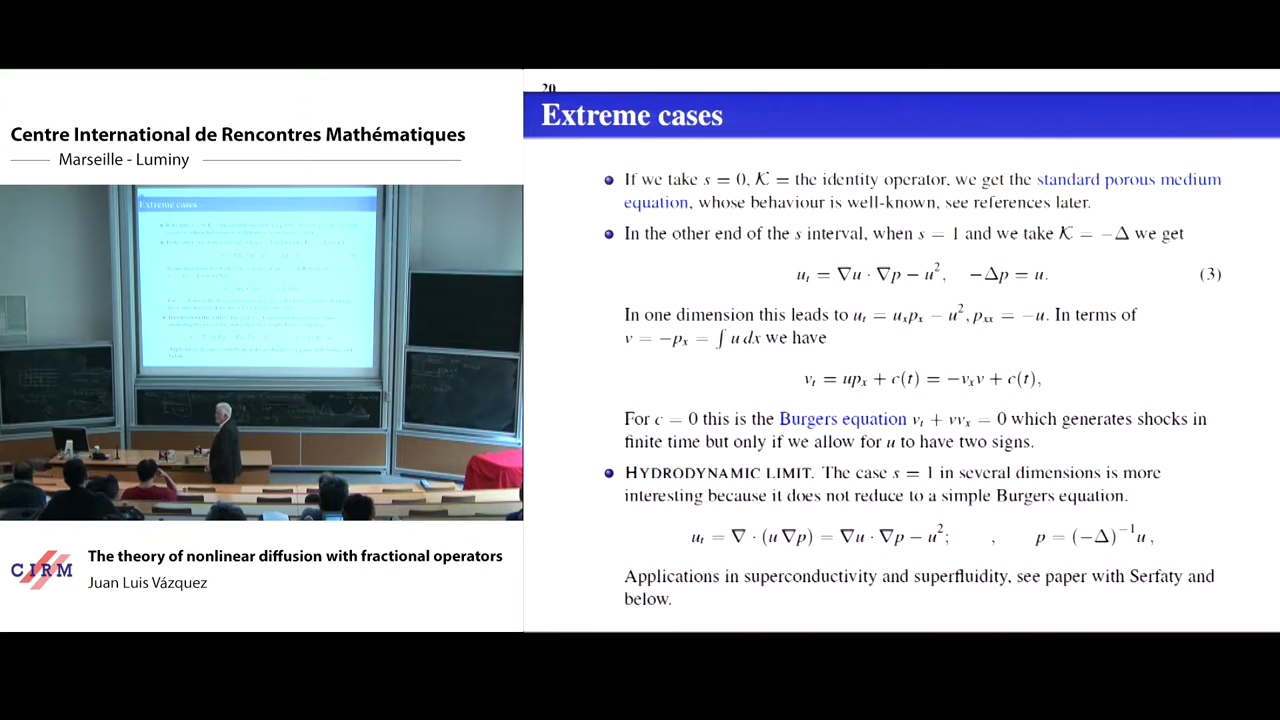 Centre International de Rencontres Mathématiques
Marseille - Luminy
Extreme cases
CIRM
The theory of nonlinear diffusion with fractional operators
Juan Luis Vázquez
20
Extreme cases
If we take s = 0, 𝒦 = the identity operator, we get the standard porous medium
equation, whose behaviour is well-known, see references later.
In the other end of the s interval, when s = 1 and we take 𝒦 = −Δ we get
u_t = ∇u · ∇p − u², −Δp = u. (3)
In one dimension this leads to u_t = u_x p_x − u², p_xx = −u. In terms of
v = −p_x = ∫ u dx we have
v_t = up_x + c(t) = −v_x v + c(t),
For c = 0 this is the Burgers equation v_t + vv_x = 0 which generates shocks in
finite time but only if we allow for u to have two signs.
HYDRODYNAMIC LIMIT. The case s = 1 in several dimensions is more
interesting because it does not reduce to a simple Burgers equation.
u_t = ∇ · (u ∇p) = ∇u · ∇p − u²; , p = (−Δ)⁻¹u ,
Applications in superconductivity and superfluidity, see paper with Serfaty and
below.